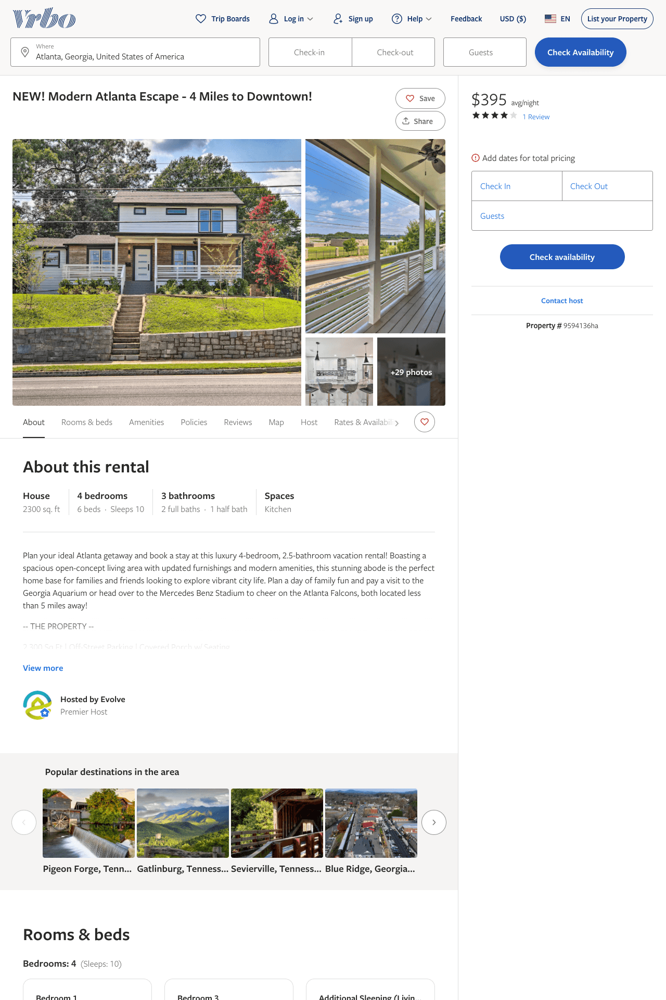 Vrbo
Trip Boards
Log in
Sign up
Help
Feedback
USD ($)
EN
List your Property
Where
Atlanta, Georgia, United States of America
Check-in
Check-out
Guests
Check Availability
NEW! Modern Atlanta Escape - 4 Miles to Downtown!
Save
Share
+29 photos
$395 avg/night
1 Review
Add dates for total pricing
Check In
Check Out
Guests
Check availability
Contact host
Property # 9594136ha
About
Rooms & beds
Amenities
Policies
Reviews
Map
Host
Rates & Availabili
About this rental
House
2300 sq. ft
4 bedrooms
6 beds · Sleeps 10
3 bathrooms
2 full baths · 1 half bath
Spaces
Kitchen
Plan your ideal Atlanta getaway and book a stay at this luxury 4-bedroom, 2.5-bathroom vacation rental! Boasting a
spacious open-concept living area with updated furnishings and modern amenities, this stunning abode is the perfect
home base for families and friends looking to explore vibrant city life. Plan a day of family fun and pay a visit to the
Georgia Aquarium or head over to the Mercedes Benz Stadium to cheer on the Atlanta Falcons, both located less
than 5 miles away!
-- THE PROPERTY --
2,300 Sq Ft | Off-Street Parking | Covered Porch w/ Seating
View more
Hosted by Evolve
Premier Host
Popular destinations in the area
Pigeon Forge, Tenn...
Gatlinburg, Tenness...
Sevierville, Tenness...
Blue Ridge, Georgia...
Rooms & beds
Bedrooms: 4 (Sleeps: 10)
Bedroom 1
Bedroom 3
Additional Sleeping (Livin...